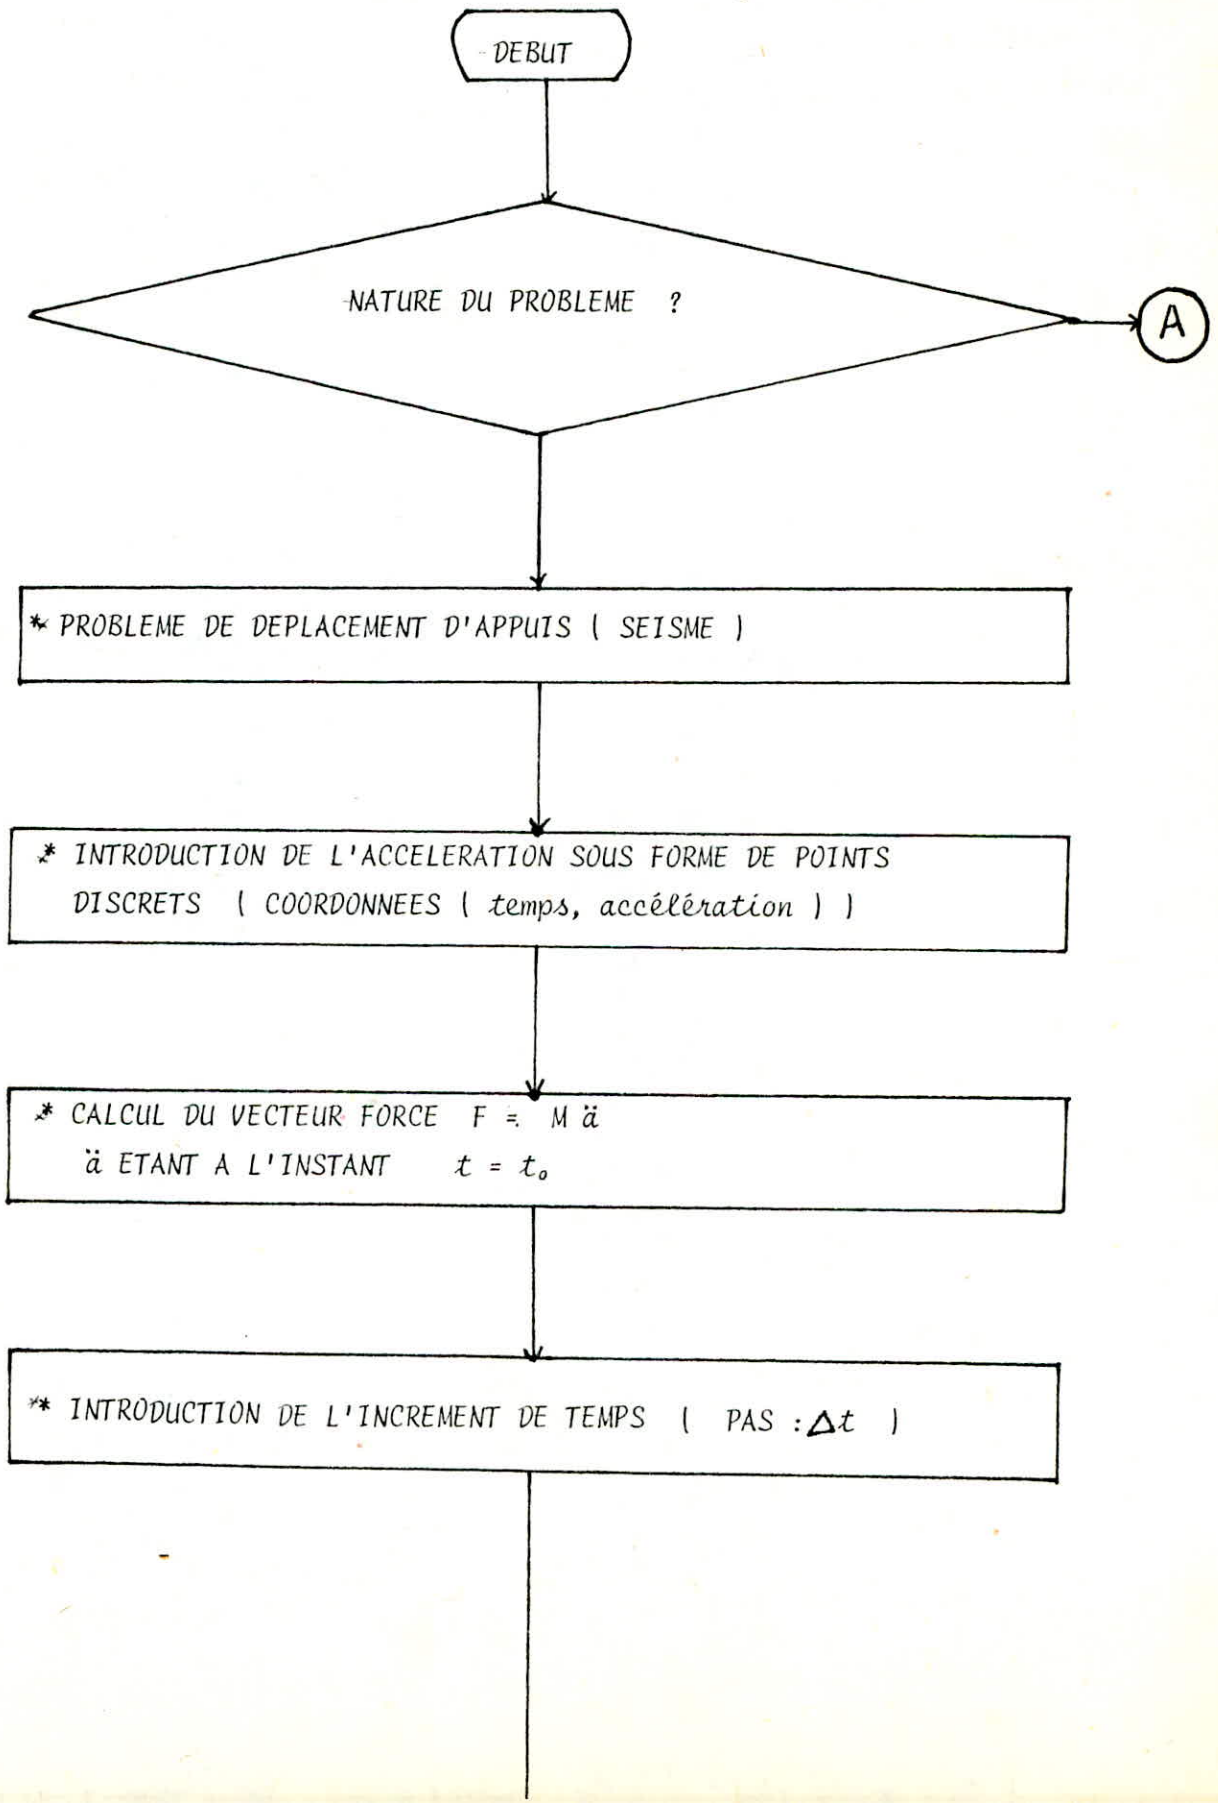 DEBUT
NATURE DU PROBLEME ?
A
* PROBLEME DE DEPLACEMENT D'APPUIS ( SEISME )
* INTRODUCTION DE L'ACCELERATION SOUS FORME DE POINTS
DISCRETS ( COORDONNEES ( temps, accélération ) )
* CALCUL DU VECTEUR FORCE F = M ä
ä ETANT A L'INSTANT t = t₀
** INTRODUCTION DE L'INCREMENT DE TEMPS ( PAS : Δt )